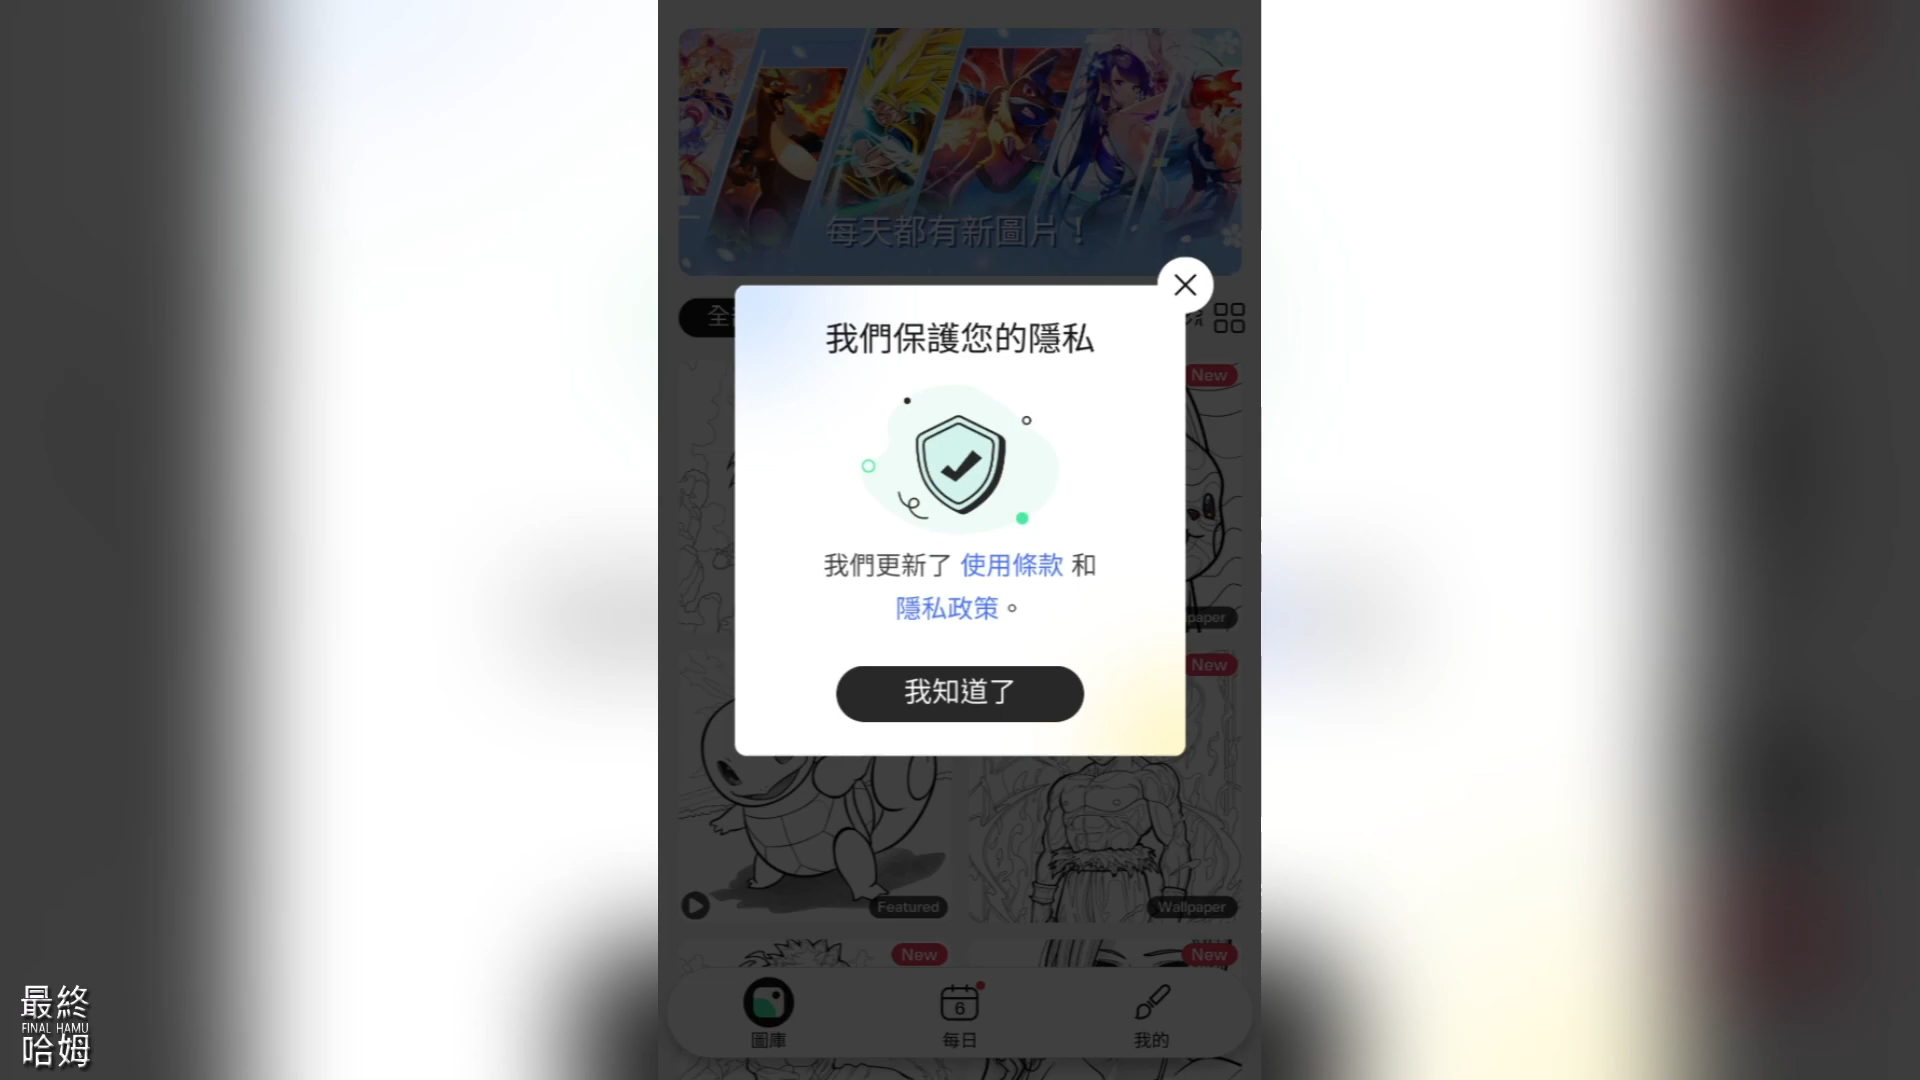 每天都有新圖片！
全
我們保護您的隱私
New
我們更新了 使用條款 和
隱私政策。
paper
New
我知道了
Featured
Wallpaper
New
New
6
圖庫
每日
我的
最終
FINAL HAMU
哈姆